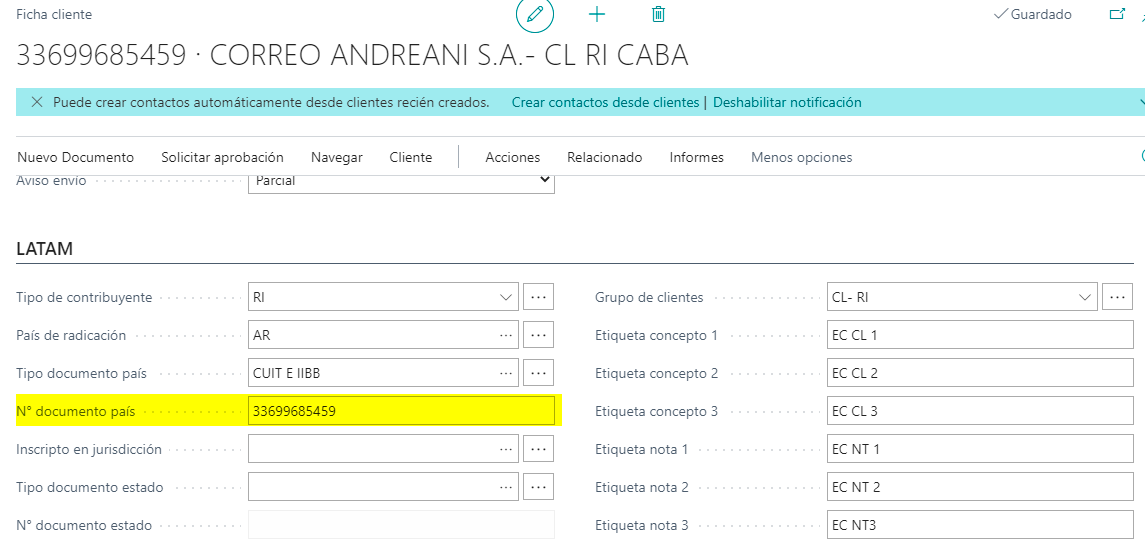 Ficha cliente
Guardado
33699685459 · CORREO ANDREANI S.A.- CL RI CABA
Puede crear contactos automáticamente desde clientes recién creados. Crear contactos desde clientes | Deshabilitar notificación
Nuevo Documento Solicitar aprobación Navegar Cliente Acciones Relacionado Informes Menos opciones
Aviso envío Parcial
LATAM
Tipo de contribuyente RI
País de radicación AR
Tipo documento país CUIT E IIBB
N° documento país 33699685459
Inscripto en jurisdicción
Tipo documento estado
N° documento estado
Grupo de clientes CL- RI
Etiqueta concepto 1 EC CL 1
Etiqueta concepto 2 EC CL 2
Etiqueta concepto 3 EC CL 3
Etiqueta nota 1 EC NT 1
Etiqueta nota 2 EC NT 2
Etiqueta nota 3 EC NT3